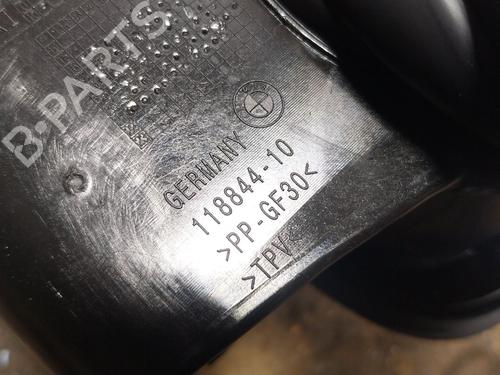 B-PARTS
GERMANY
118844-10
>PP-GF30<
>TPV<